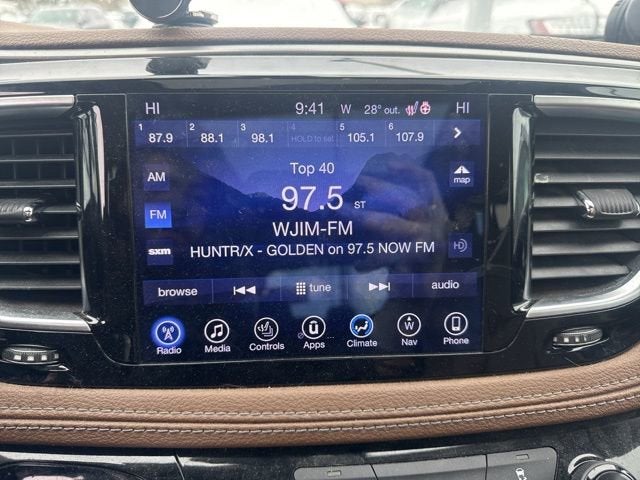 HI 9:41 W 28° out. HI
1 87.9 2 88.1 3 98.1 4 HOLD to set 5 105.1 6 107.9
AM Top 40 map
FM 97.5 ST
WJIM-FM
sxm HUNTR/X - GOLDEN on 97.5 NOW FM HD
browse tune audio
Radio Media Controls Apps Climate Nav Phone